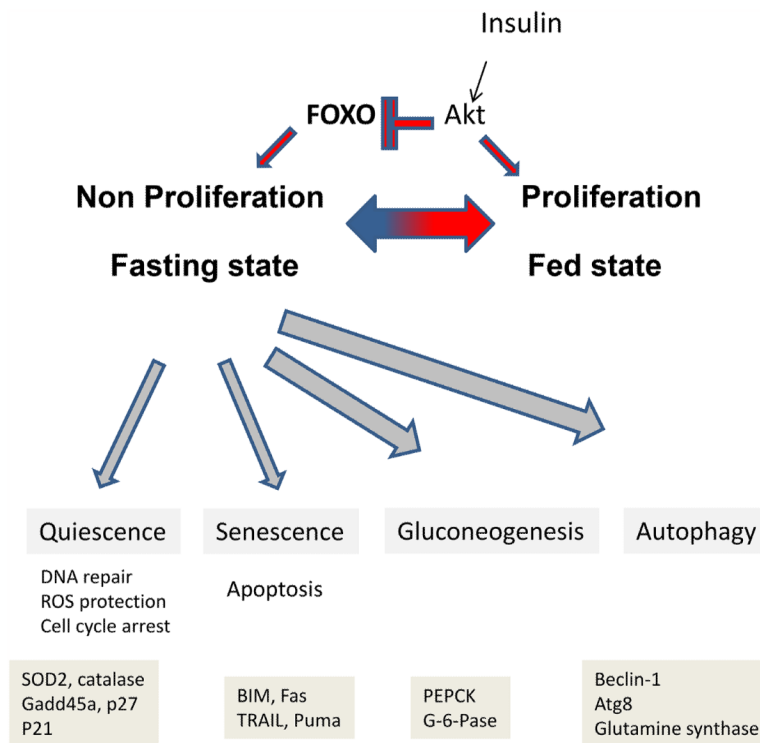 Insulin
FOXO Akt
Non Proliferation Proliferation
Fasting state Fed state
Quiescence Senescence Gluconeogenesis Autophagy
DNA repair
ROS protection
Cell cycle arrest
Apoptosis
SOD2, catalase
Gadd45a, p27
P21
BIM, Fas
TRAIL, Puma
PEPCK
G-6-Pase
Beclin-1
Atg8
Glutamine synthase